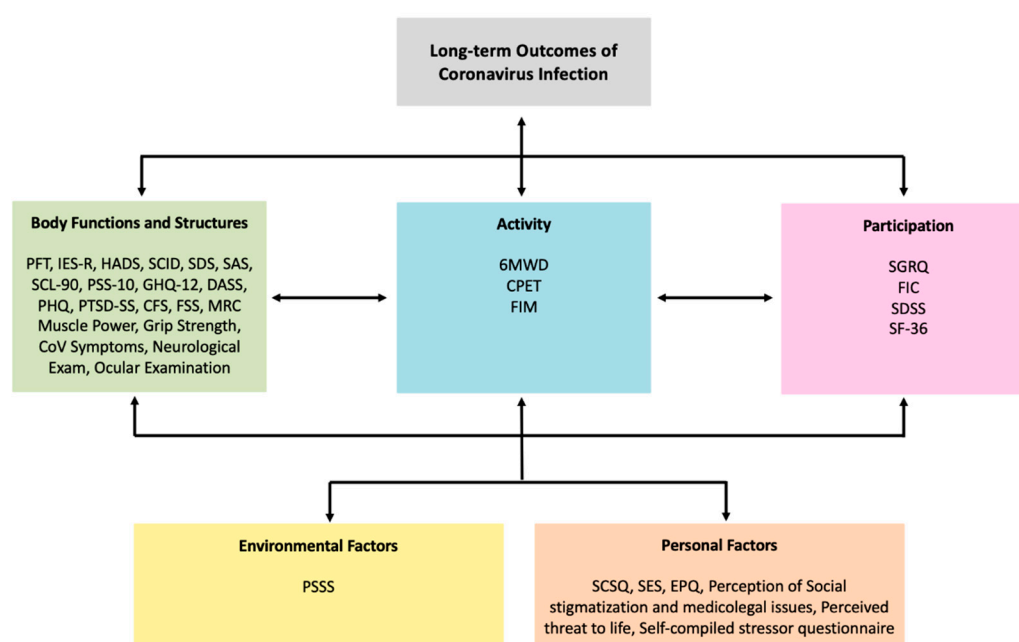 Long-term Outcomes of
Coronavirus Infection
Body Functions and Structures
PFT, IES-R, HADS, SCID, SDS, SAS,
SCL-90, PSS-10, GHQ-12, DASS,
PHQ, PTSD-SS, CFS, FSS, MRC
Muscle Power, Grip Strength,
CoV Symptoms, Neurological
Exam, Ocular Examination
Activity
6MWD
CPET
FIM
Participation
SGRQ
FIC
SDSS
SF-36
Environmental Factors
PSSS
Personal Factors
SCSQ, SES, EPQ, Perception of Social
stigmatization and medicolegal issues, Perceived
threat to life, Self-compiled stressor questionnaire